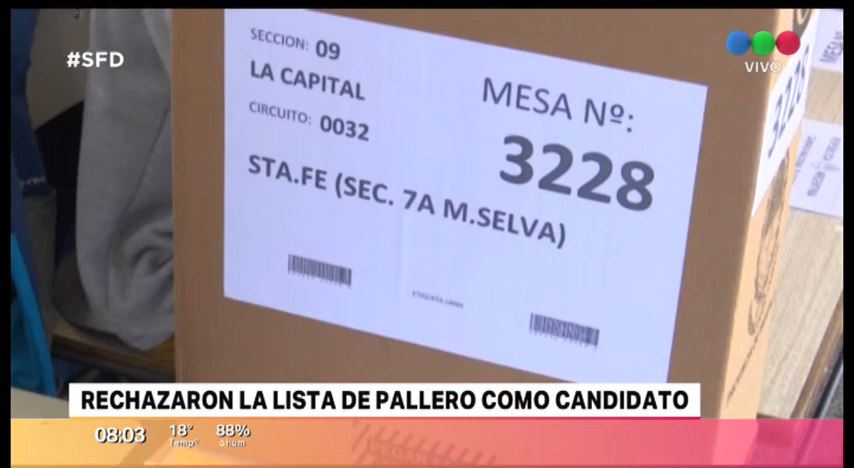 #SFD
VIVO
SECCION: 09
LA CAPITAL
CIRCUITO: 0032
STA.FE (SEC. 7A M.SELVA)
MESA Nº:
3228
ETIQUETA URNA
3228
RECHAZARON LA LISTA DE PALLERO COMO CANDIDATO
08:03
18°
Temp
88%
hum